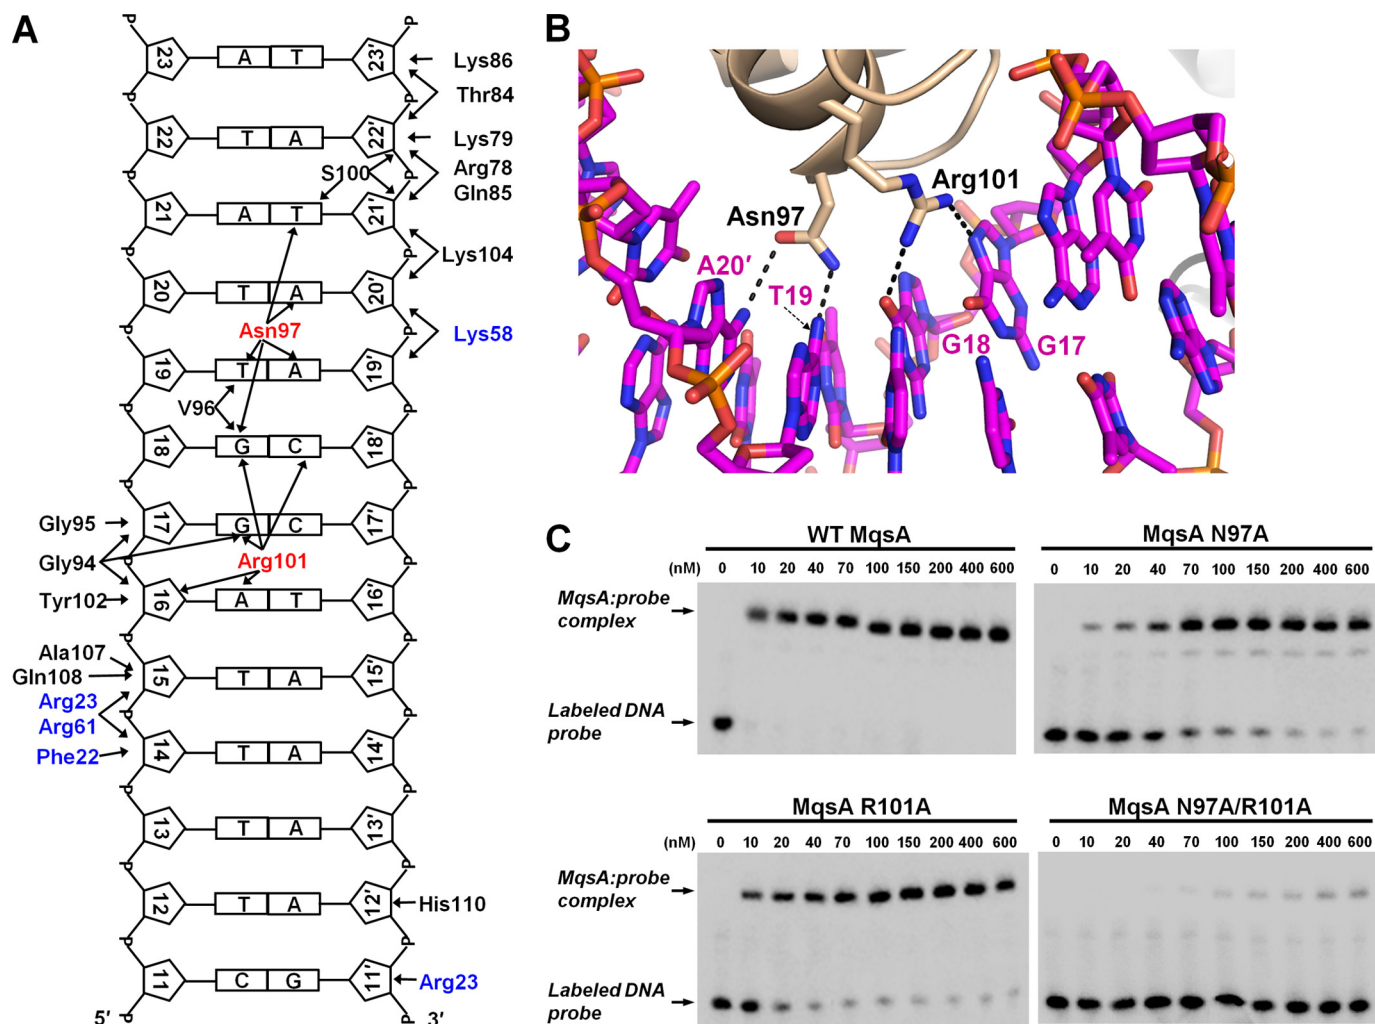 A
P P
23 A T 23' Lys86
P P Thr84
22 T A 22' Lys79
P P Arg78
S100 Gln85
21 A T 21'
P P Lys104
20 T A 20'
P P
Asn97 Lys58
19 T A 19'
P P
V96
18 G C 18'
P P
Gly95 17 G C 17'
P P
Gly94 Arg101
Tyr102 16 A T 16'
P P
Ala107
Gln108 15 T A 15'
Arg23
P P
Arg61
Phe22 14 T A 14'
P P
13 T A 13'
P P
12 T A 12' His110
P P
11 C G 11' Arg23
5' P P 3'
B
Arg101
Asn97
A20′
T19
G18
G17
C
WT MqsA
(nM) 0 10 20 40 70 100 150 200 400 600
MqsA:probe
complex
Labeled DNA
probe
MqsA N97A
0 10 20 40 70 100 150 200 400 600
MqsA R101A
(nM) 0 10 20 40 70 100 150 200 400 600
MqsA:probe
complex
Labeled DNA
probe
MqsA N97A/R101A
0 10 20 40 70 100 150 200 400 600